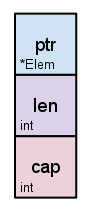 ptr
*Elem
len
int
cap
int